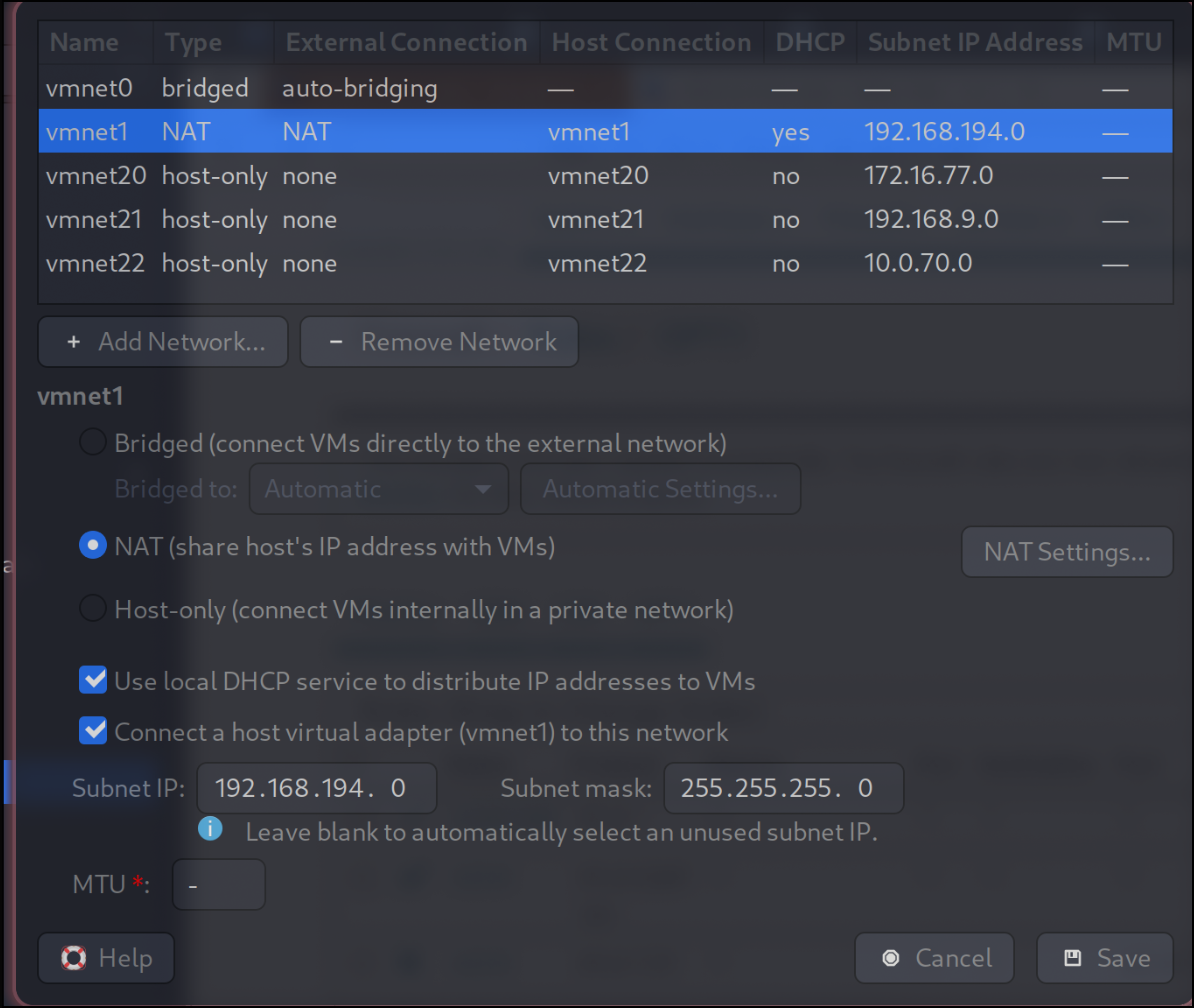 Name Type External Connection Host Connection DHCP Subnet IP Address MTU
vmnet0 bridged auto-bridging — — — —
vmnet1 NAT NAT vmnet1 yes 192.168.194.0 —
vmnet20 host-only none vmnet20 no 172.16.77.0 —
vmnet21 host-only none vmnet21 no 192.168.9.0 —
vmnet22 host-only none vmnet22 no 10.0.70.0 —
+ Add Network... − Remove Network
vmnet1
Bridged (connect VMs directly to the external network)
Bridged to: Automatic Automatic Settings...
NAT (share host's IP address with VMs) NAT Settings...
Host-only (connect VMs internally in a private network)
Use local DHCP service to distribute IP addresses to VMs
Connect a host virtual adapter (vmnet1) to this network
Subnet IP: 192.168.194. 0 Subnet mask: 255.255.255. 0
Leave blank to automatically select an unused subnet IP.
MTU *: -
Help Cancel Save